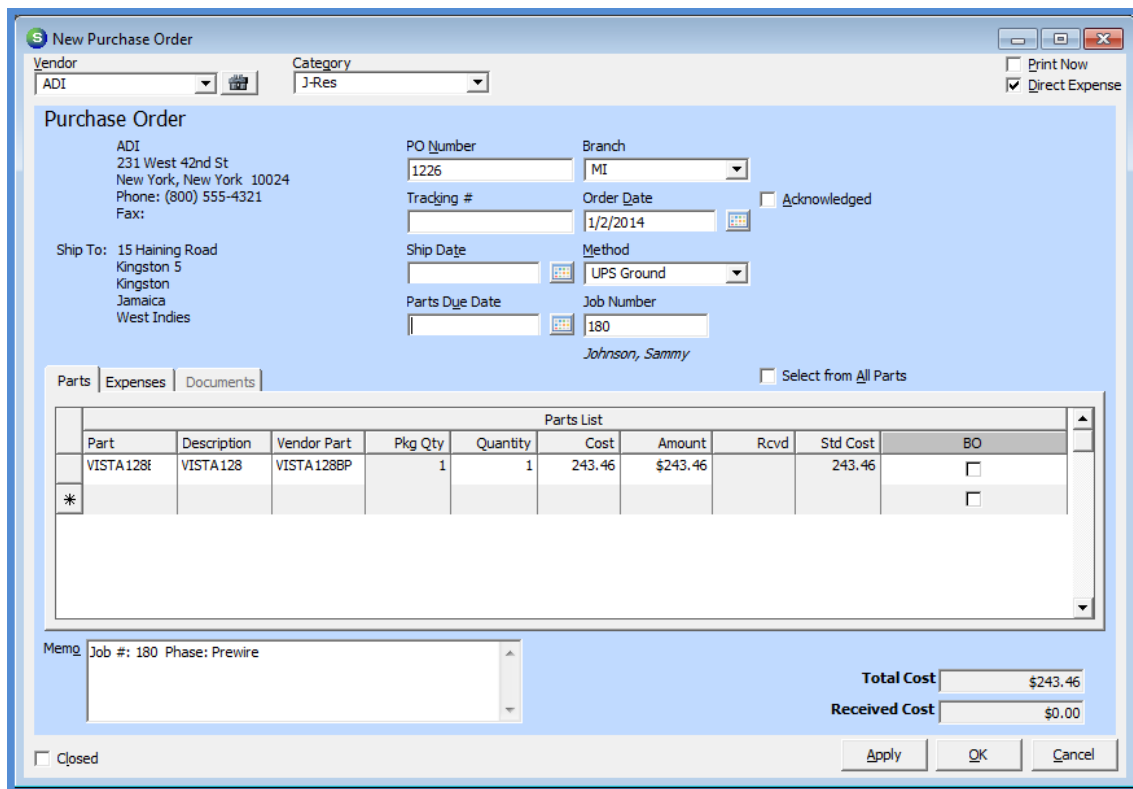 S New Purchase Order
Vendor Category Print Now
ADI J-Res Direct Expense
Purchase Order
ADI
231 West 42nd St
New York, New York 10024
Phone: (800) 555-4321
Fax:
Ship To: 15 Haining Road
Kingston 5
Kingston
Jamaica
West Indies
PO Number Branch
1226 MI
Tracking # Order Date Acknowledged
1/2/2014
Ship Date Method
UPS Ground
Parts Due Date Job Number
180
Johnson, Sammy
Parts Expenses Documents Select from All Parts
Parts List
Part Description Vendor Part Pkg Qty Quantity Cost Amount Rcvd Std Cost BO
VISTA128 VISTA128 VISTA128BP 1 1 243.46 $243.46 243.46
*
Memo Job #: 180 Phase: Prewire
Total Cost $243.46
Received Cost $0.00
Closed Apply OK Cancel